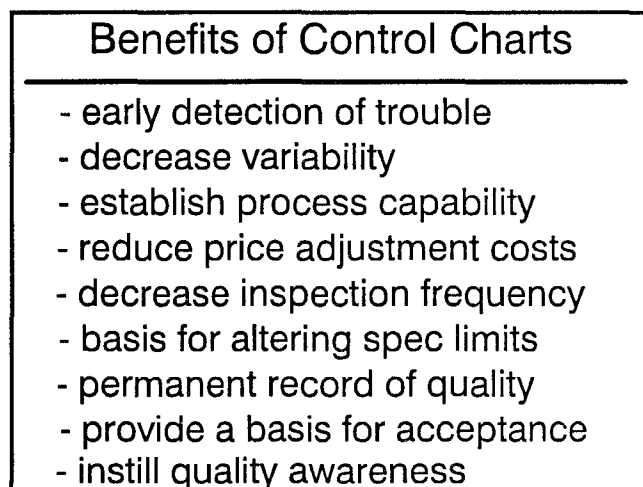 Benefits of Control Charts
- early detection of trouble
- decrease variability
- establish process capability
- reduce price adjustment costs
- decrease inspection frequency
- basis for altering spec limits
- permanent record of quality
- provide a basis for acceptance
- instill quality awareness